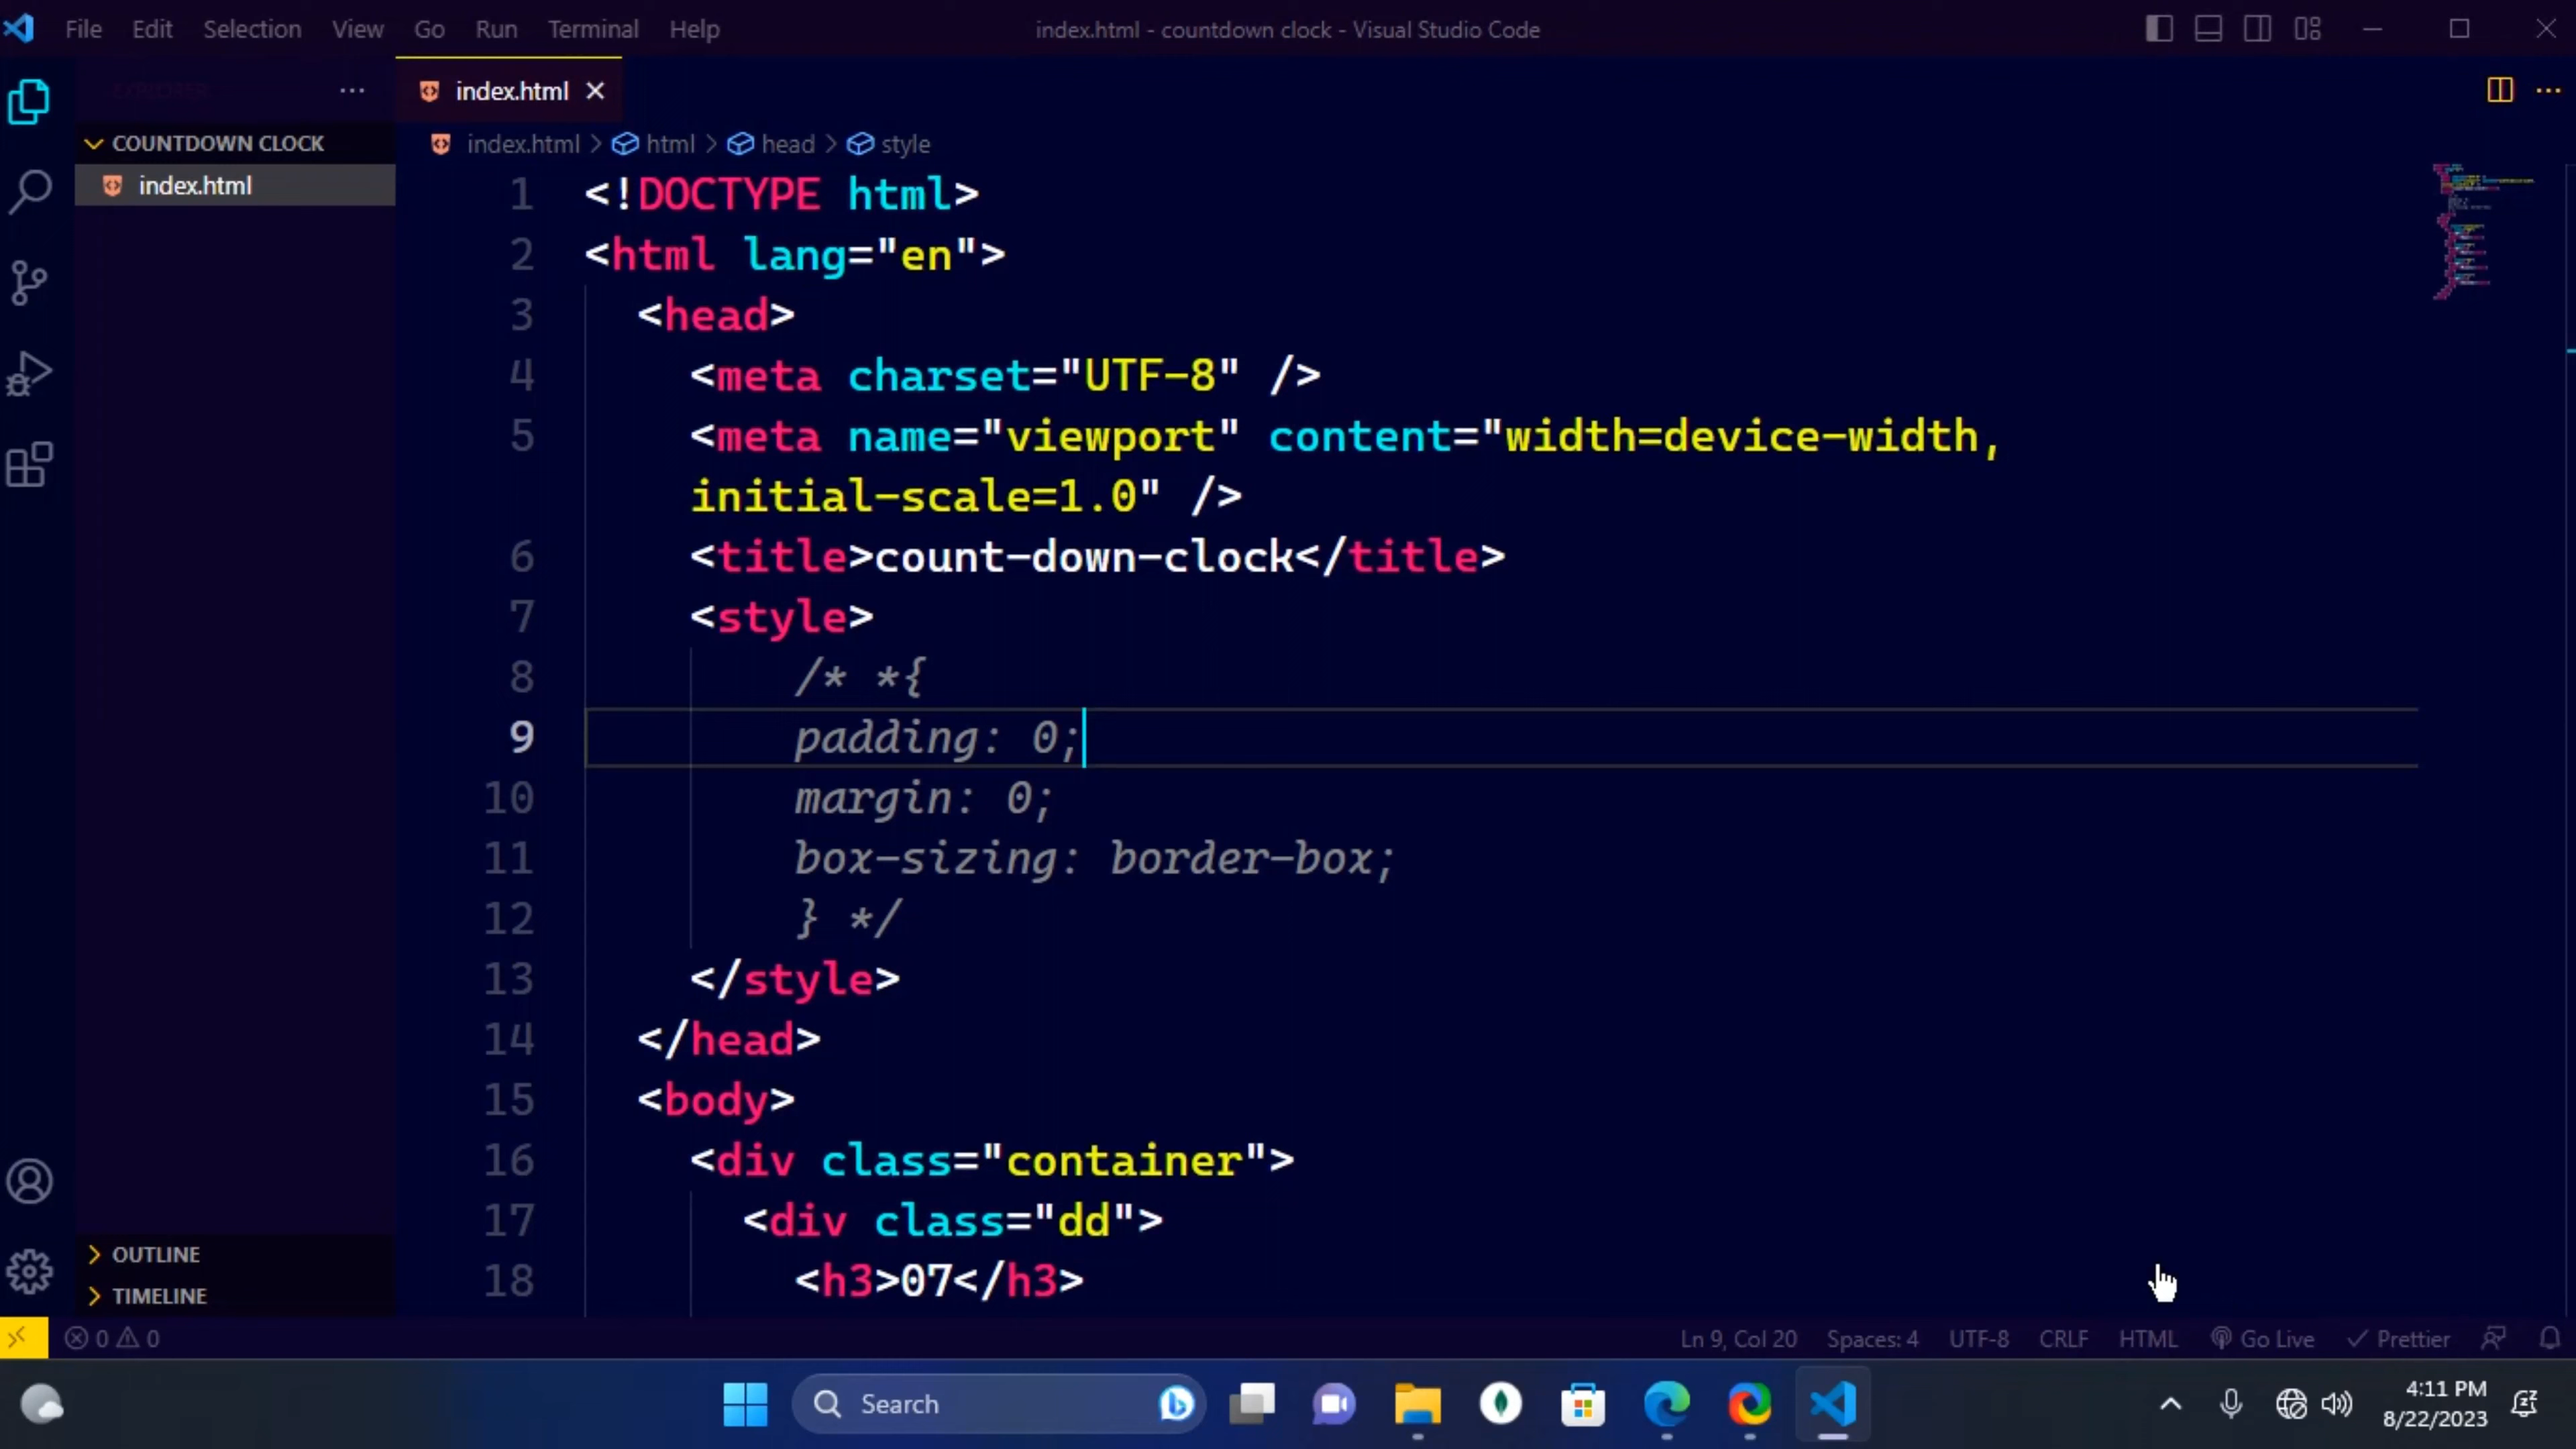 File Edit Selection View Go Run Terminal Help
index.html - countdown clock - Visual Studio Code
EXPLORER
index.html
COUNTDOWN CLOCK
index.html
index.html > html > head > style
1 <!DOCTYPE html>
2 <html lang="en">
3 <head>
4 <meta charset="UTF-8" />
5 <meta name="viewport" content="width=device-width,
initial-scale=1.0" />
6 <title>count-down-clock</title>
7 <style>
8 /* *{
9 padding: 0;
10 margin: 0;
11 box-sizing: border-box;
12 } */
13 </style>
14 </head>
15 <body>
16 <div class="container">
17 <div class="dd">
18 <h3>07</h3>
OUTLINE
TIMELINE
0 0
Ln 9, Col 20 Spaces: 4 UTF-8 CRLF HTML Go Live Prettier
Search
4:11 PM
8/22/2023